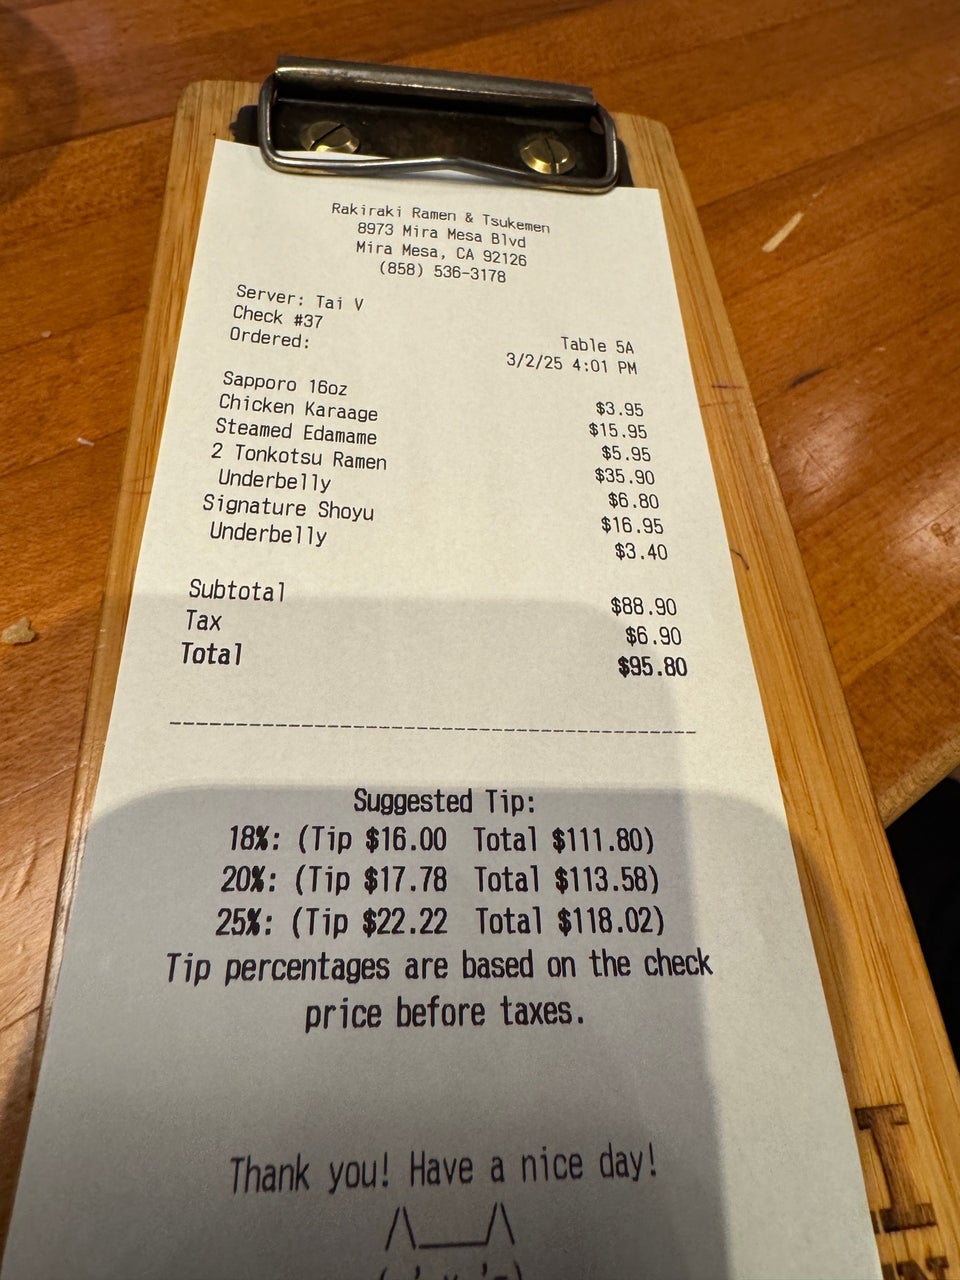 Rakiraki Ramen & Tsukemen
8973 Mira Mesa Blvd
Mira Mesa, CA 92126
(858) 536-3178
Server: Tai V
Check #37 Table 5A
Ordered: 3/2/25 4:01 PM
Sapporo 16oz $3.95
Chicken Karaage $15.95
Steamed Edamame $5.95
2 Tonkotsu Ramen $35.90
Underbelly $6.80
Signature Shoyu $16.95
Underbelly $3.40
Subtotal $88.90
Tax $6.90
Total $95.80
Suggested Tip:
18%: (Tip $16.00 Total $111.80)
20%: (Tip $17.78 Total $113.58)
25%: (Tip $22.22 Total $118.02)
Tip percentages are based on the check
price before taxes.
Thank you! Have a nice day!